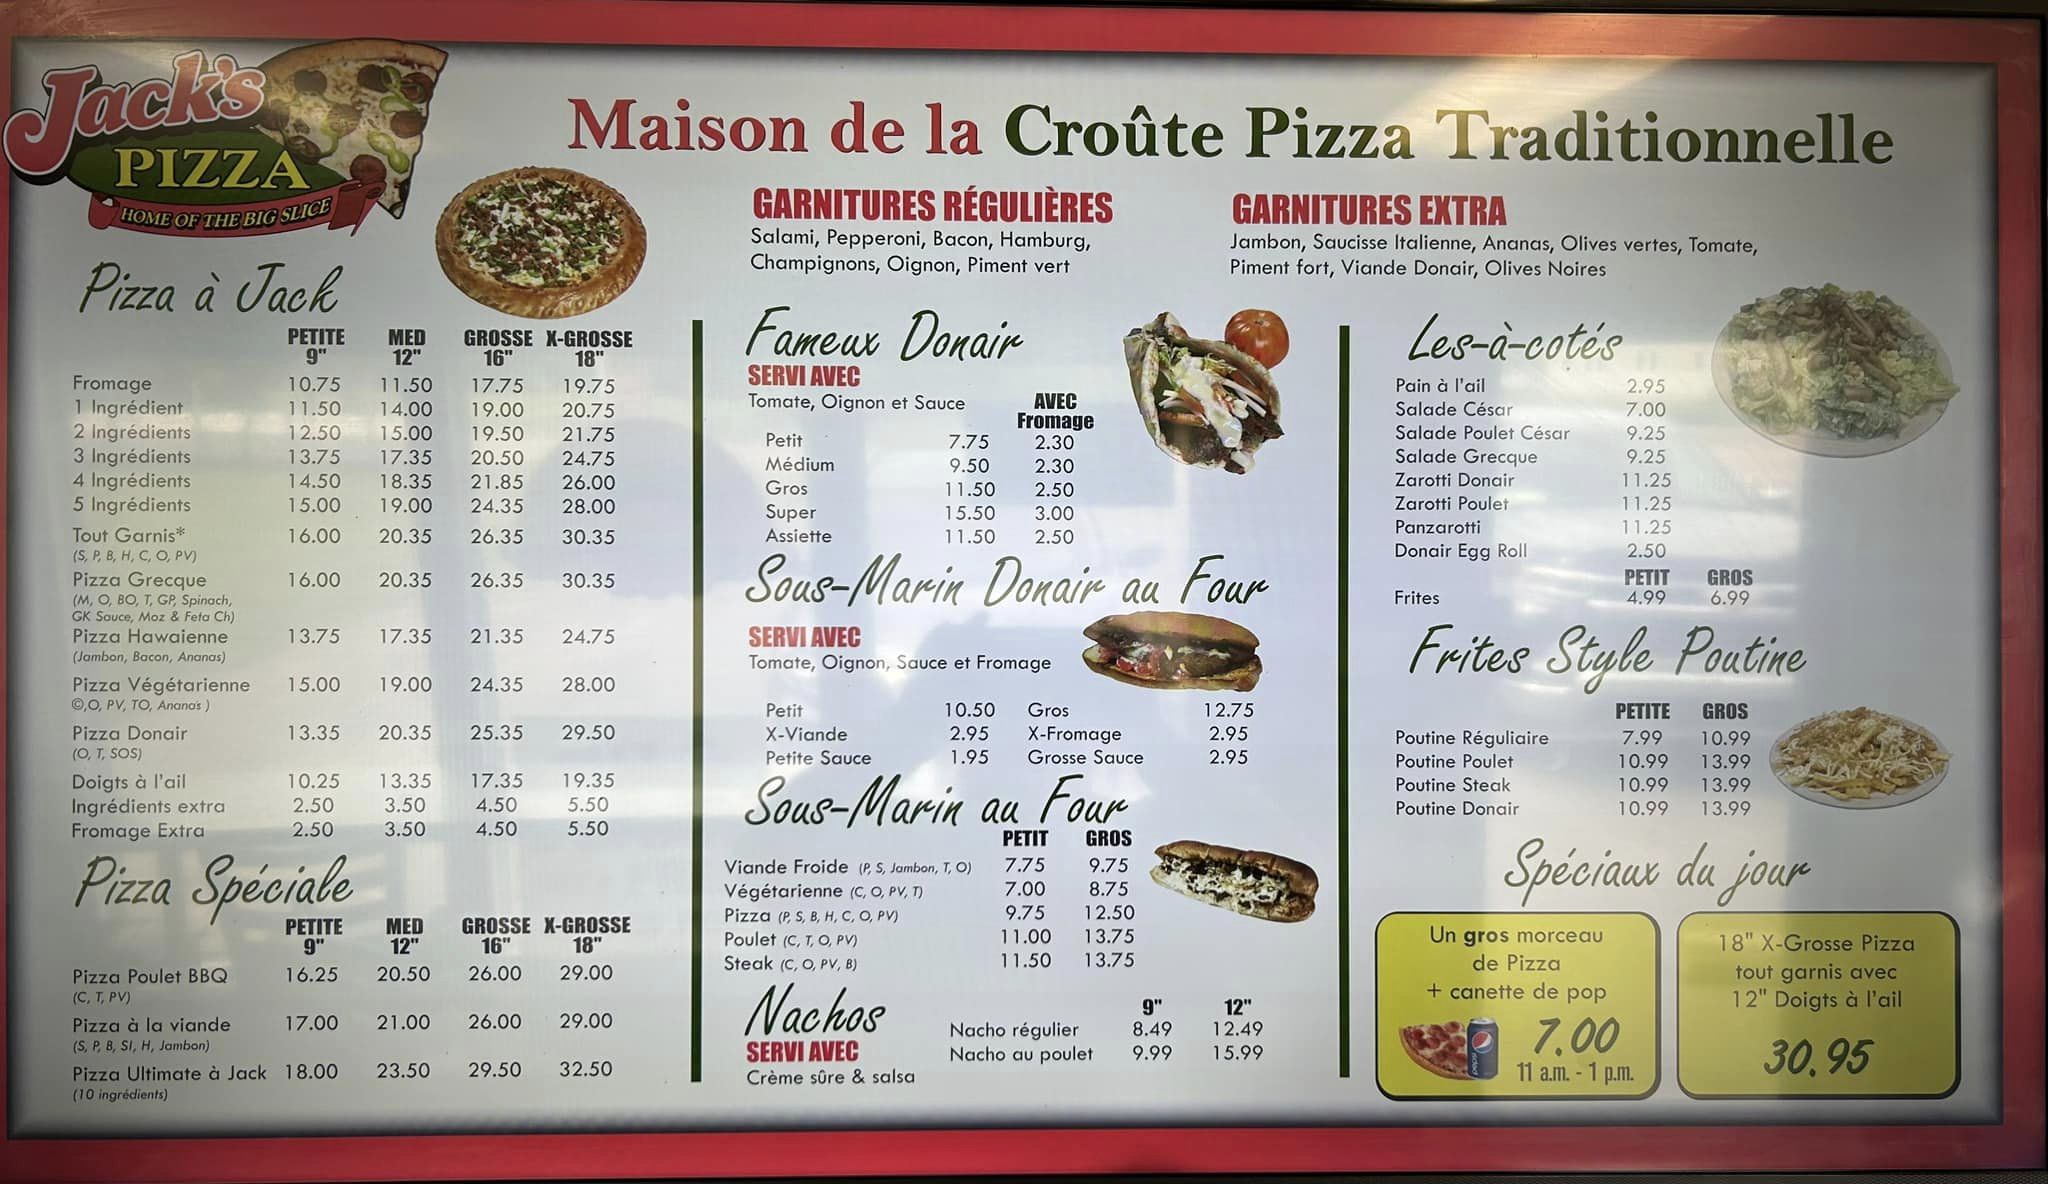 Jack's
PIZZA
HOME OF THE BIG SLICE
Maison de la Croûte Pizza Traditionnelle
GARNITURES RÉGULIÈRES
Salami, Pepperoni, Bacon, Hamburg,
Champignons, Oignon, Piment vert
GARNITURES EXTRA
Jambon, Saucisse Italienne, Ananas, Olives vertes, Tomate,
Piment fort, Viande Donair, Olives Noires
Pizza à Jack
PETITE MED GROSSE X-GROSSE
9" 12" 16" 18"
Fromage 10.75 11.50 17.75 19.75
1 Ingrédient 11.50 14.00 19.00 20.75
2 Ingrédients 12.50 15.00 19.50 21.75
3 Ingrédients 13.75 17.35 20.50 24.75
4 Ingrédients 14.50 18.35 21.85 26.00
5 Ingrédients 15.00 19.00 24.35 28.00
Tout Garnis* 16.00 20.35 26.35 30.35
(S, P, B, H, C, O, PV)
Pizza Grecque 16.00 20.35 26.35 30.35
(M, O, BO, T, GP, Spinach,
GK Sauce, Moz & Feta Ch)
Pizza Hawaienne 13.75 17.35 21.35 24.75
(Jambon, Bacon, Ananas)
Pizza Végétarienne 15.00 19.00 24.35 28.00
©,O, PV, TO, Ananas )
Pizza Donair 13.35 20.35 25.35 29.50
(O, T, SOS)
Doigts à l'ail 10.25 13.35 17.35 19.35
Ingrédients extra 2.50 3.50 4.50 5.50
Fromage Extra 2.50 3.50 4.50 5.50
Pizza Spéciale
PETITE MED GROSSE X-GROSSE
9" 12" 16" 18"
Pizza Poulet BBQ 16.25 20.50 26.00 29.00
(C, T, PV)
Pizza à la viande 17.00 21.00 26.00 29.00
(S, P, B, SI, H, Jambon)
Pizza Ultimate à Jack 18.00 23.50 29.50 32.50
(10 ingrédients)
Fameux Donair
SERVI AVEC
Tomate, Oignon et Sauce
AVEC
Fromage
Petit 7.75 2.30
Médium 9.50 2.30
Gros 11.50 2.50
Super 15.50 3.00
Assiette 11.50 2.50
Sous-Marin Donair au Four
SERVI AVEC
Tomate, Oignon, Sauce et Fromage
Petit 10.50 Gros 12.75
X-Viande 2.95 X-Fromage 2.95
Petite Sauce 1.95 Grosse Sauce 2.95
Sous-Marin au Four
PETIT GROS
Viande Froide (P, S, Jambon, T, O) 7.75 9.75
Végétarienne (C, O, PV, T) 7.00 8.75
Pizza (P, S, B, H, C, O, PV) 9.75 12.50
Poulet (C, T, O, PV) 11.00 13.75
Steak (C, O, PV, B) 11.50 13.75
Nachos
SERVI AVEC
Crème sûre & salsa
9" 12"
Nacho régulier 8.49 12.49
Nacho au poulet 9.99 15.99
Les-à-cotés
Pain à l'ail 2.95
Salade César 7.00
Salade Poulet César 9.25
Salade Grecque 9.25
Zarotti Donair 11.25
Zarotti Poulet 11.25
Panzarotti 11.25
Donair Egg Roll 2.50
PETIT GROS
Frites 4.99 6.99
Frites Style Poutine
PETITE GROS
Poutine Réguliaire 7.99 10.99
Poutine Poulet 10.99 13.99
Poutine Steak 10.99 13.99
Poutine Donair 10.99 13.99
Spéciaux du jour
Un gros morceau
de Pizza
+ canette de pop
pepsi
7.00
11 a.m. - 1 p.m.
18" X-Grosse Pizza
tout garnis avec
12" Doigts à l'ail
30.95